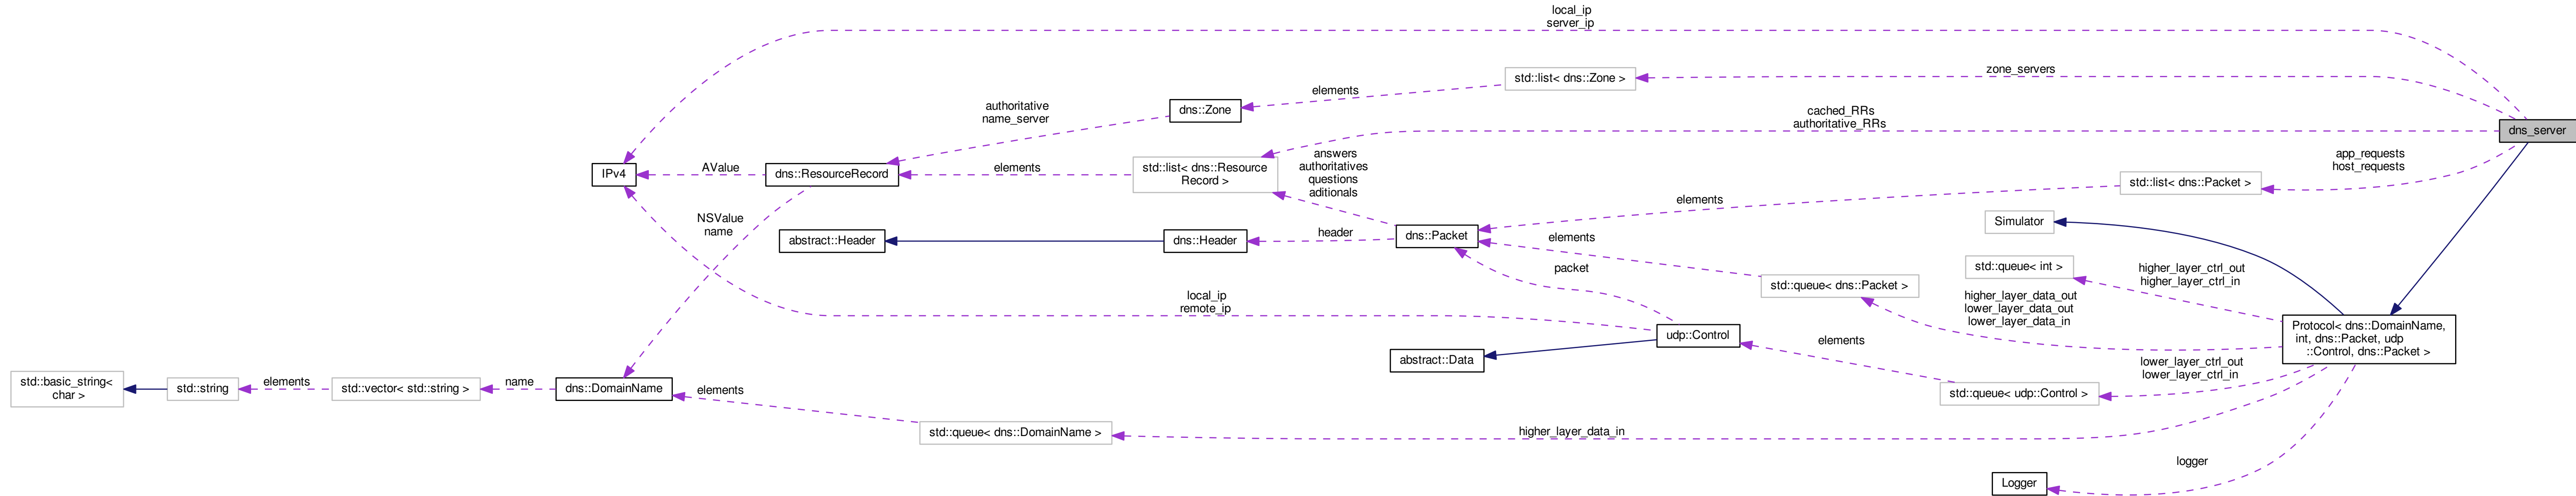 local_ip
server_ip
zone_servers
std::list< dns::Zone >
elements
dns::Zone
authoritative
name_server
cached_RRs
authoritative_RRs
dns_server
answers
authoritatives
questions
aditionals
app_requests
host_requests
IPv4
AValue
dns::ResourceRecord
elements
std::list< dns::Resource
Record >
std::list< dns::Packet >
elements
NSValue
name
Simulator
abstract::Header
dns::Header
header
dns::Packet
elements
packet
std::queue< int >
higher_layer_ctrl_out
higher_layer_ctrl_in
std::queue< dns::Packet >
higher_layer_data_out
lower_layer_data_out
lower_layer_data_in
local_ip
remote_ip
udp::Control
Protocol< dns::DomainName,
int, dns::Packet, udp
::Control, dns::Packet >
elements
abstract::Data
lower_layer_ctrl_out
lower_layer_ctrl_in
std::basic_string<
char >
std::string
elements
std::vector< std::string >
name
dns::DomainName
elements
std::queue< udp::Control >
std::queue< dns::DomainName >
higher_layer_data_in
logger
Logger